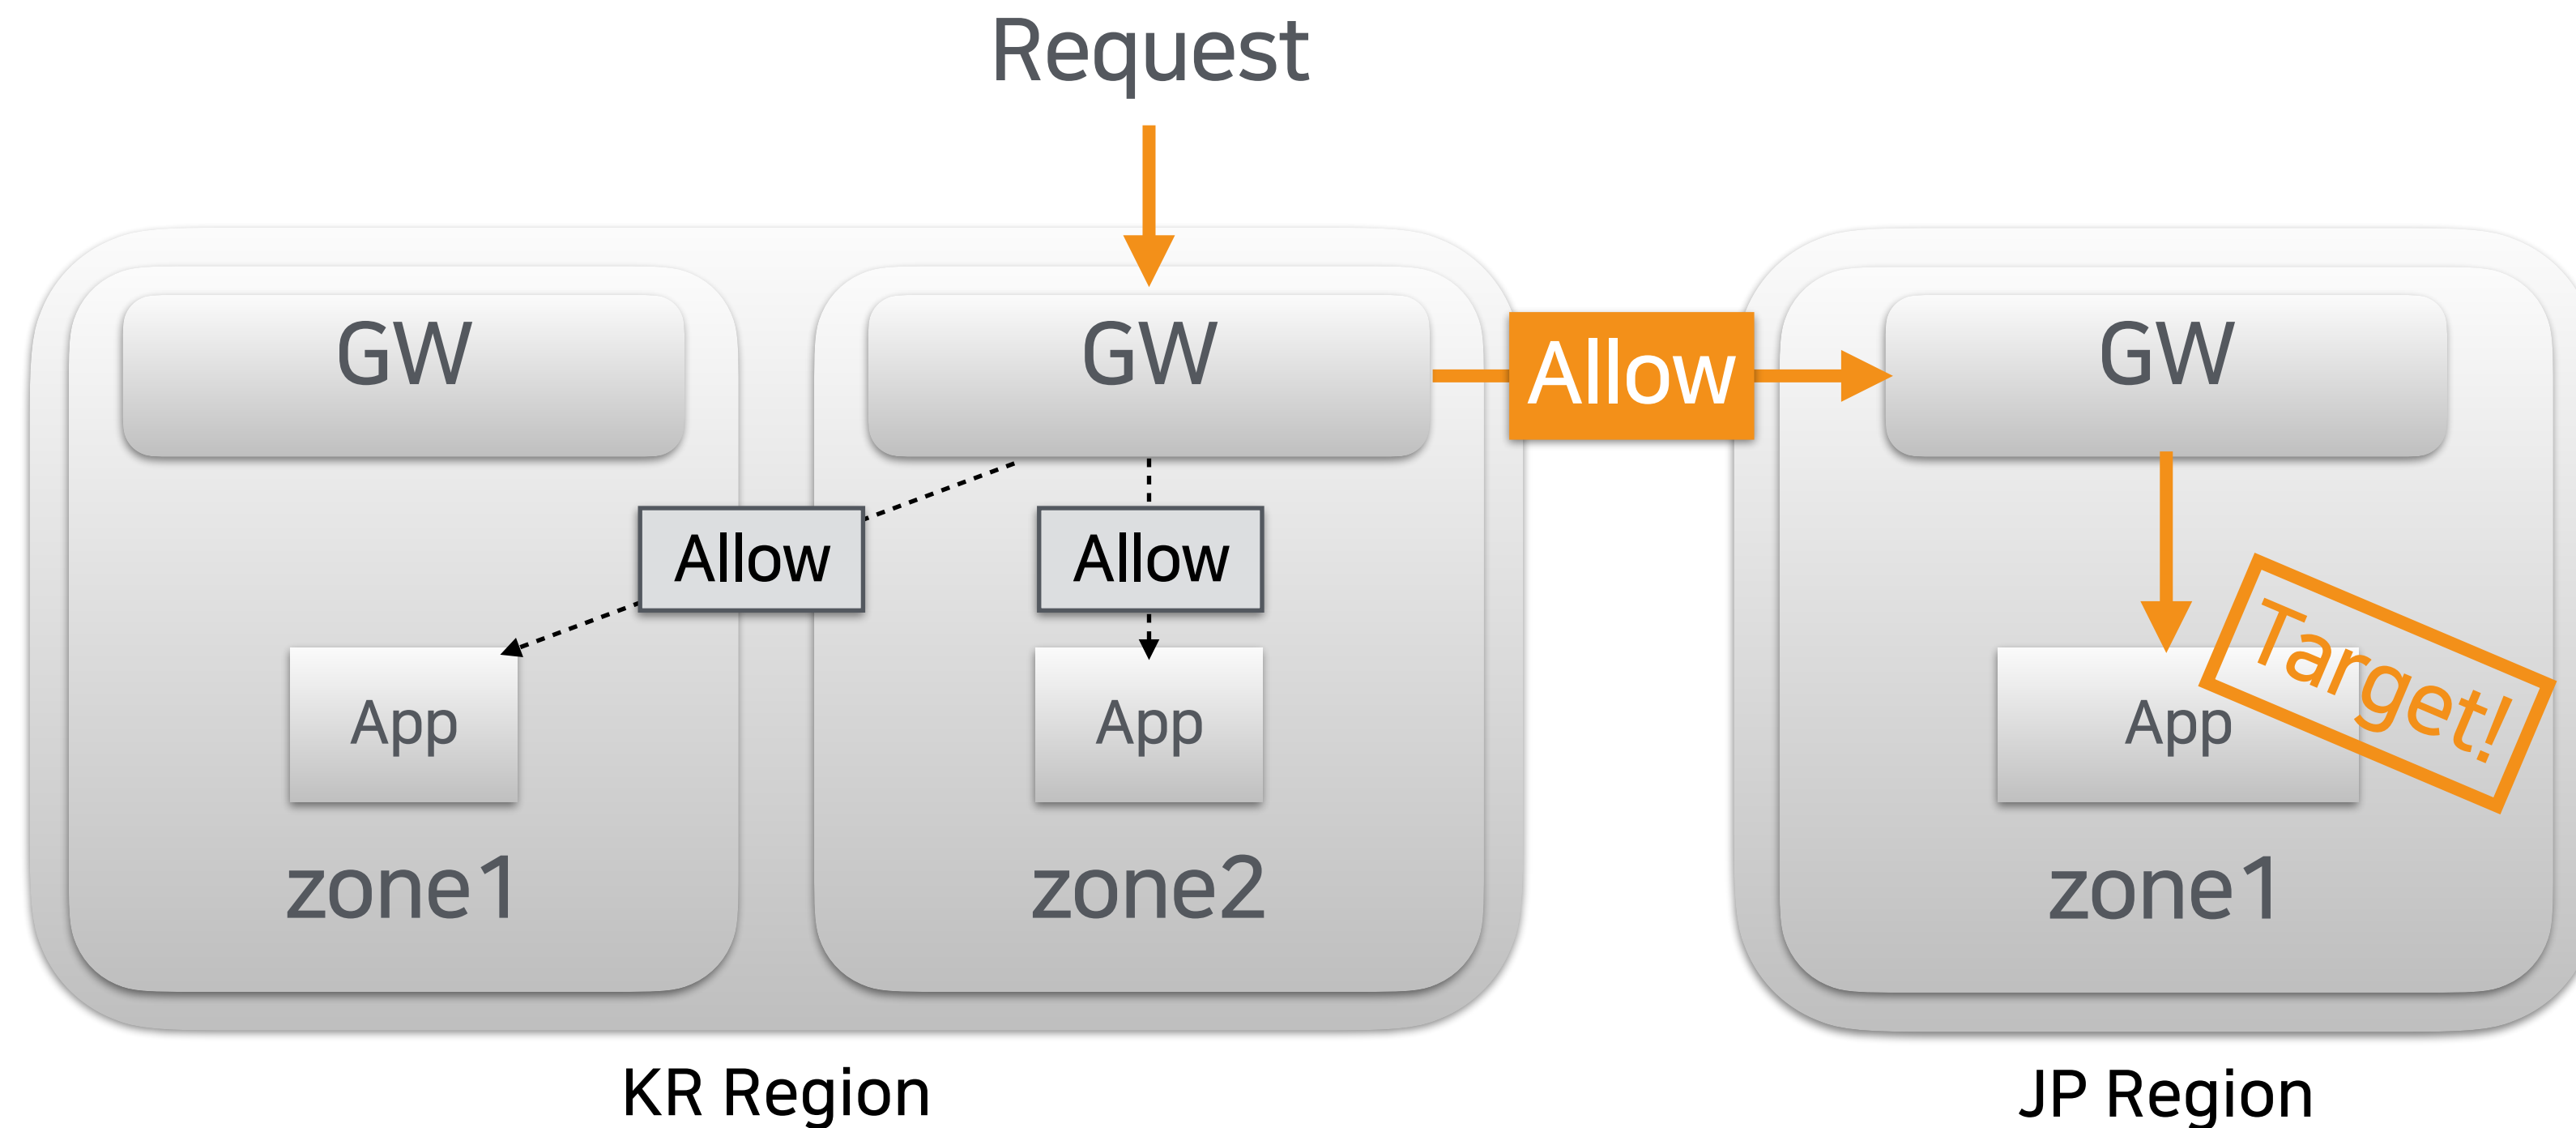 Request
GW
GW
Allow
GW
Allow
Allow
App
App
App
Target!
zone1
zone2
zone1
KR Region
JP Region